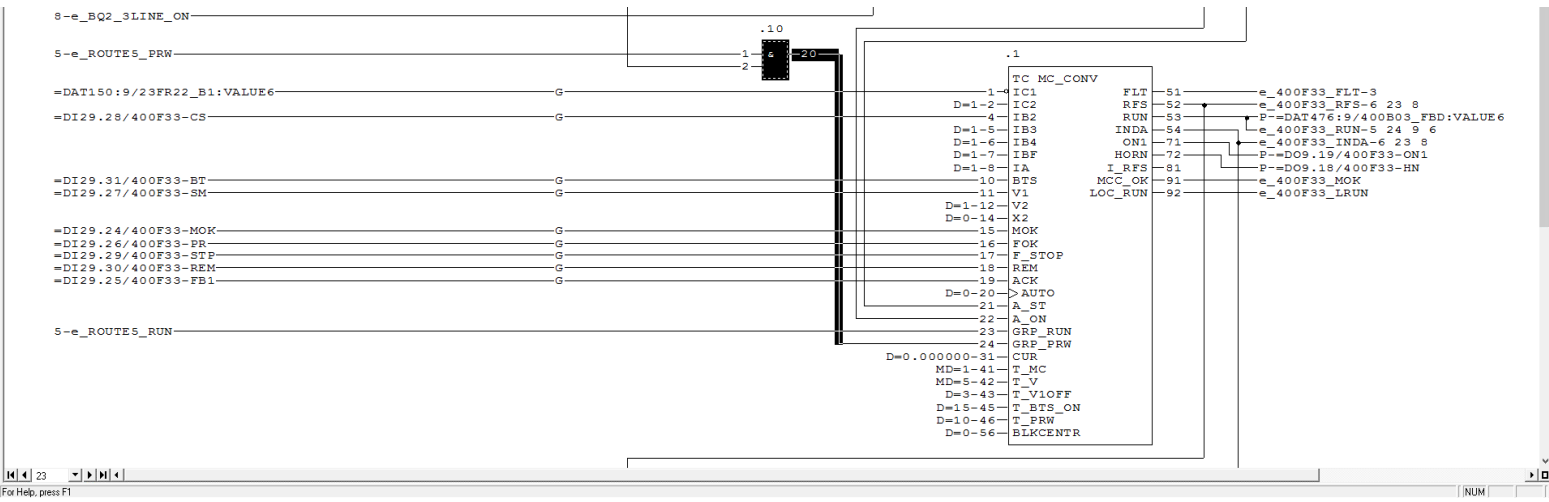 8-e_BQ2_3LINE_ON
.10
5-e_ROUTE5_PRW 1 & 20
2
.1
TC MC_CONV
=DAT150:9/23FR22_B1:VALUE6 G 1 IC1 FLT 51 e_400F33_FLT-3
D=1-2 IC2 RFS 52 e_400F33_RFS-6 23 8
=DI29.28/400F33-CS G 4 IB2 RUN 53 P-=DAT476:9/400B03_FBD:VALUE6
D=1-5 IB3 INDA 54 e_400F33_RUN-5 24 9 6
D=1-6 IB4 ON1 71 e_400F33_INDA-6 23 8
D=1-7 IBF HORN 72 P-=DO9.19/400F33-ON1
D=1-8 IA I_RFS 81 P-=DO9.18/400F33-HN
=DI29.31/400F33-BT G 10 BTS MCC_OK 91 e_400F33_MOK
=DI29.27/400F33-SM G 11 V1 LOC_RUN 92 e_400F33_LRUN
D=1-12 V2
D=0-14 X2
=DI29.24/400F33-MOK G 15 MOK
=DI29.26/400F33-PR G 16 FOK
=DI29.29/400F33-STP G 17 F_STOP
=DI29.30/400F33-REM G 18 REM
=DI29.25/400F33-FB1 G 19 ACK
D=0-20 AUTO
21 A_ST
22 A_ON
5-e_ROUTE5_RUN 23 GRP_RUN
24 GRP_PRW
D=0.000000-31 CUR
MD=1-41 T_MC
MD=5-42 T_V
D=3-43 T_V1OFF
D=15-45 T_BTS_ON
D=10-46 T_PRW
D=0-56 BLKCENTR
23
For Help, press F1 NUM